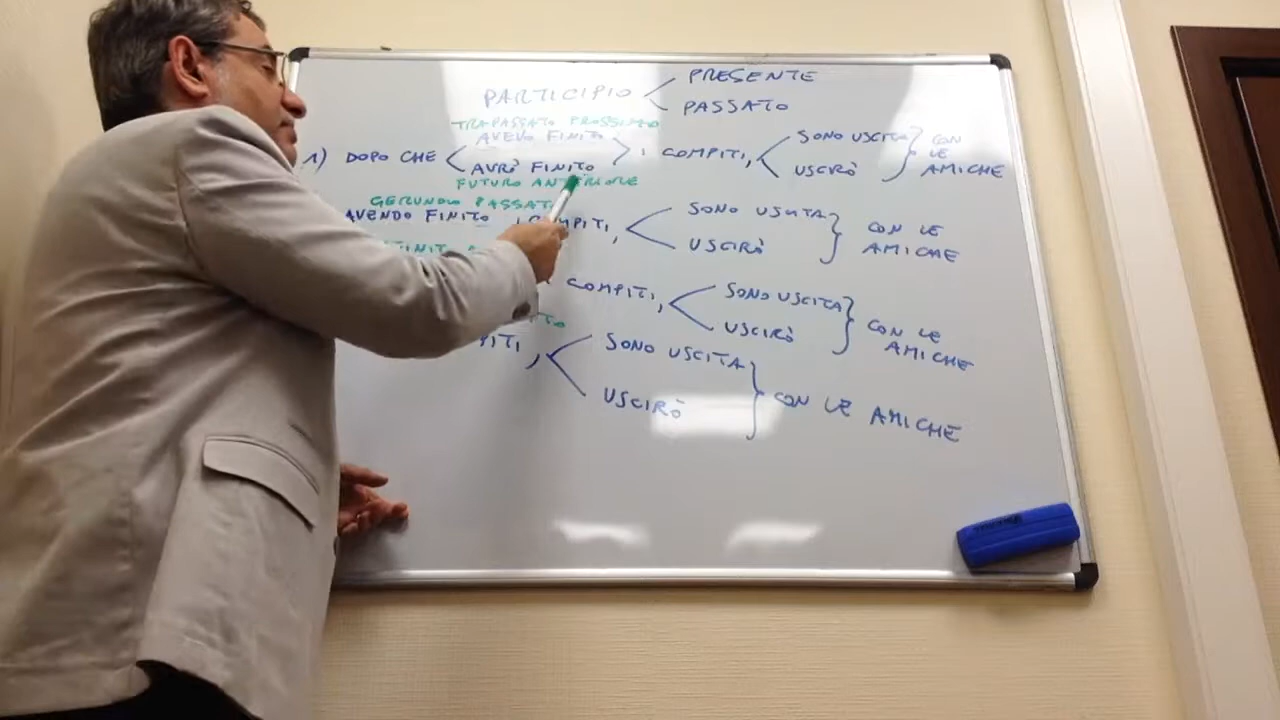 PARTICIPIO
PRESENTE
PASSATO
TRAPASSATO PROSSIMO
1) DOPO CHE AVEVO FINITO I COMPITI, SONO USCITA CON LE AMICHE
AVRÒ FINITO USCIRÒ
FUTURO ANTERIORE
GERUNDIO PASSATO
AVENDO FINITO I COMPITI, SONO USCITA CON LE AMICHE
USCIRÒ
COMPITI, SONO USCITA CON LE AMICHE
USCIRÒ
SONO USCITA CON LE AMICHE
USCIRÒ